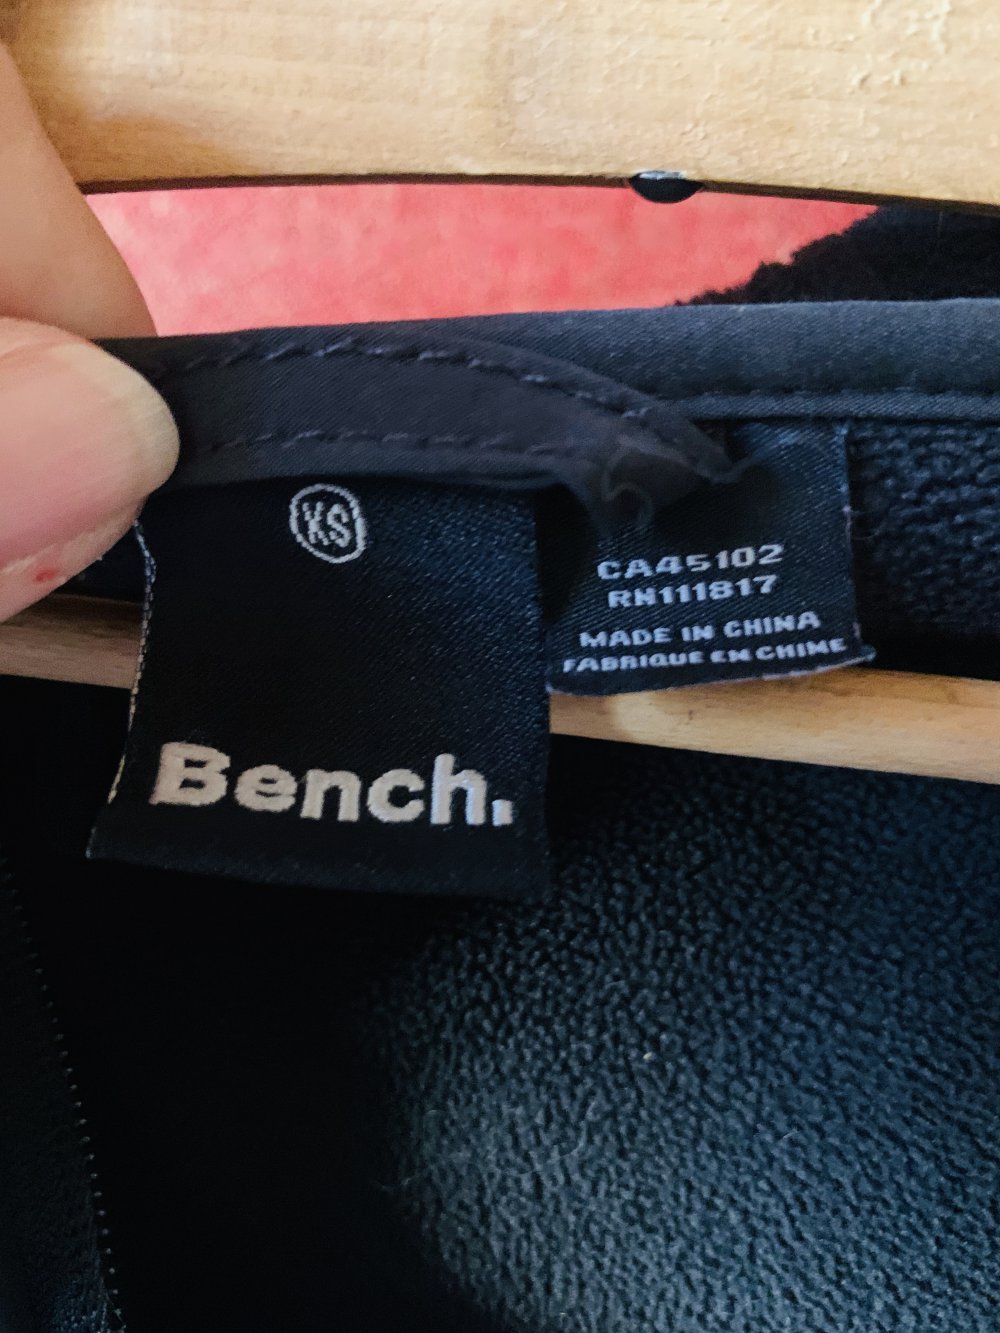 XS
Bench.
CA45102
RN111817
MADE IN CHINA
FABRIQUE EN CHINE